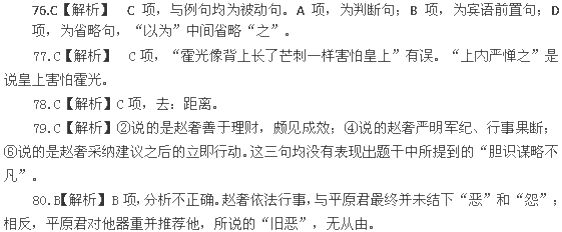 76.C【解析】 C 项，与例句均为被动句。A 项，为判断句；B 项，为宾语前置句；D
项，为省略句，“以为”中间省略“之”。
77.C【解析】 C 项，“霍光像背上长了芒刺一样害怕皇上”有误。“上内严惮之”是
说皇上害怕霍光。
78.C【解析】C 项，去：距离。
79.C【解析】②说的是赵奢善于理财，颇见成效；④说的赵奢严明军纪、行事果断；
⑥说的是赵奢采纳建议之后的立即行动。这三句均没有表现出题干中所提到的“胆识谋略不
凡”。
80.B【解析】B 项，分析不正确。赵奢依法行事，与平原君最终并未结下“恶”和“怨；
相反，平原君对他器重并推荐他，所说的“旧恶”，无从由。